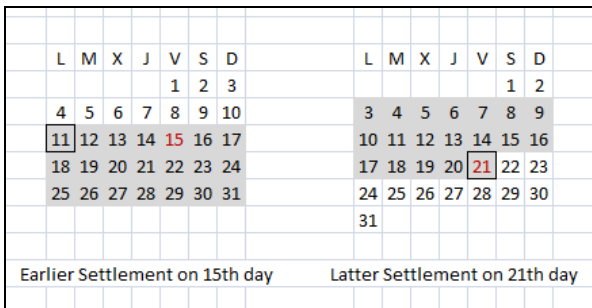 L M X J V S D L M X J V S D
1 2 3 1 2
4 5 6 7 8 9 10 3 4 5 6 7 8 9
11 12 13 14 15 16 17 10 11 12 13 14 15 16
18 19 20 21 22 23 24 17 18 19 20 21 22 23
25 26 27 28 29 30 31 24 25 26 27 28 29 30
31
Earlier Settlement on 15th day Latter Settlement on 21th day